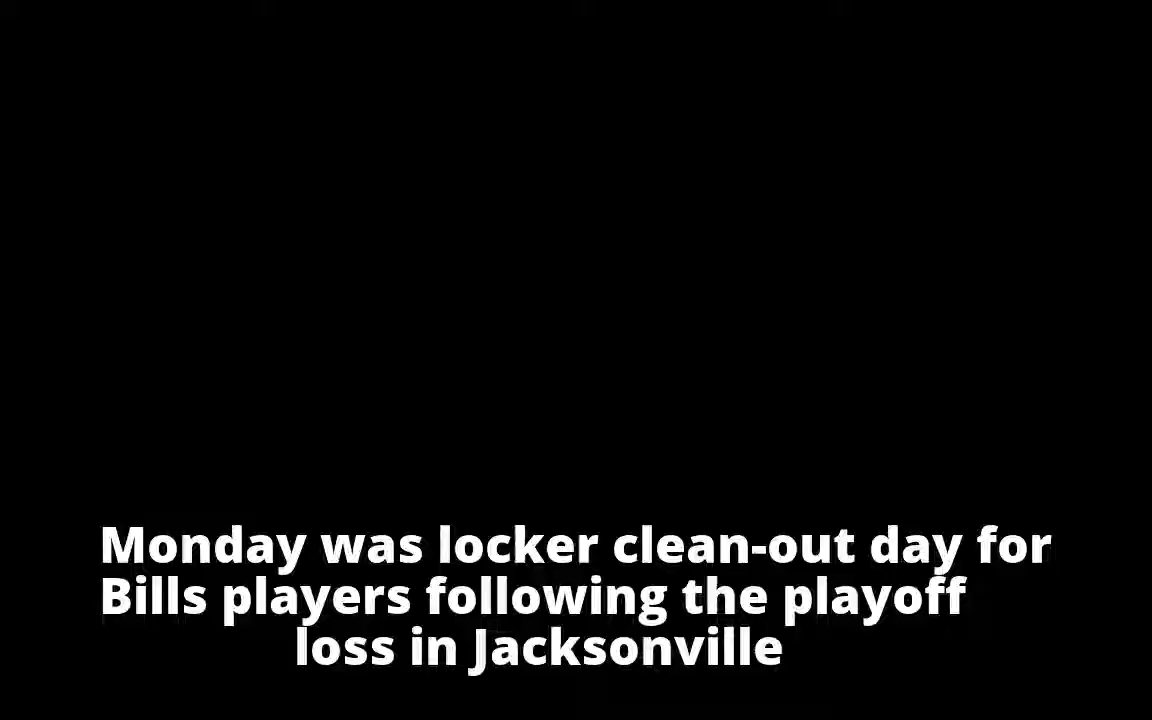 Monday was locker clean-out day for
Bills players following the playoff
loss in Jacksonville